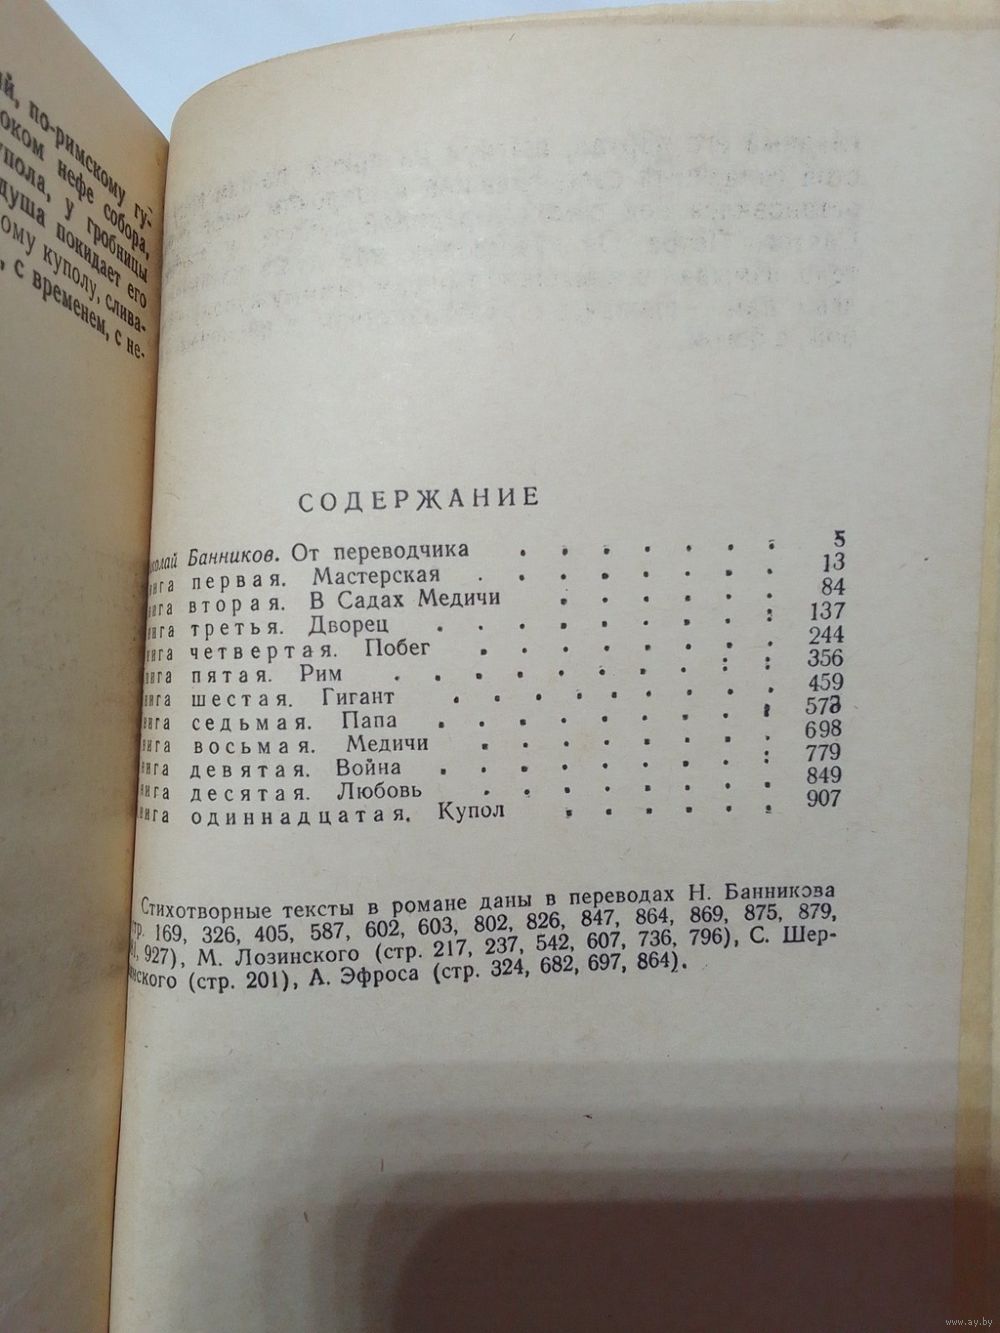 по-римскому гу-
нефе собора,
у гробницы
душа покидает его
куполу, слива-
с временем, с не-
СОДЕРЖАНИЕ
Банников. От переводчика . . . . . . . 5
первая. Мастерская . . . . . . . . 13
вторая. В Садах Медичи . . . . . . 84
третья. Дворец . . . . . . . . . 137
четвертая. Побег . . . . . . . . 244
пятая. Рим . . . . . . . . . . 356
шестая. Гигант . . . . . . . . 459
седьмая. Папа . . . . . . . . . 573
восьмая. Медичи . . . . . . . . 698
девятая. Война . . . . . . . . . 779
десятая. Любовь . . . . . . . . 849
одиннадцатая. Купол . . . . . . 907
Стихотворные тексты в романе даны в переводах Н. Банникова
169, 326, 405, 587, 602, 603, 802, 826, 847, 864, 869, 875, 879,
927), М. Лозинского (стр. 217, 237, 542, 607, 736, 796), С. Шер-
(стр. 201), А. Эфроса (стр. 324, 682, 697, 864).
www.ay.by